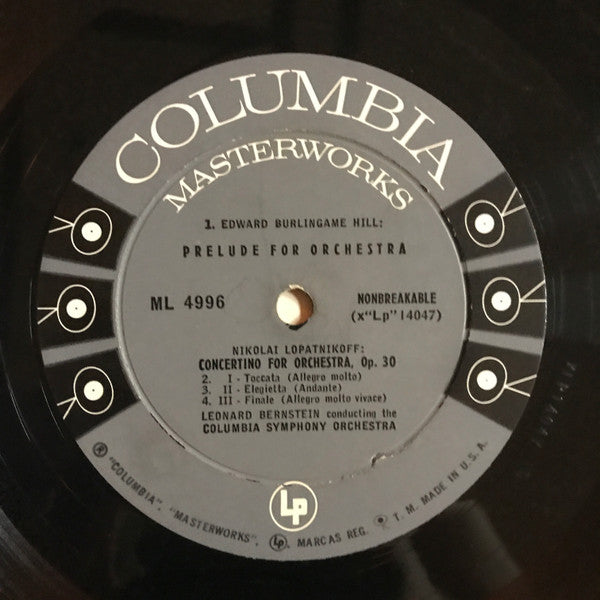 COLUMBIA
MASTERWORKS
1. EDWARD BURLINGAME HILL:
PRELUDE FOR ORCHESTRA
ML 4996
NONBREAKABLE
(x"Lp" 14047)
NIKOLAI LOPATNIKOFF:
CONCERTINO FOR ORCHESTRA, Op. 30
2. I - Toccata (Allegro molto)
3. II - Elegietta (Andante)
4. III - Finale (Allegro molto vivace)
LEONARD BERNSTEIN conducting the
COLUMBIA SYMPHONY ORCHESTRA
LP
® "COLUMBIA", "MASTERWORKS", LP, MARCAS REG. ℗ T. M. MADE IN U. S. A.